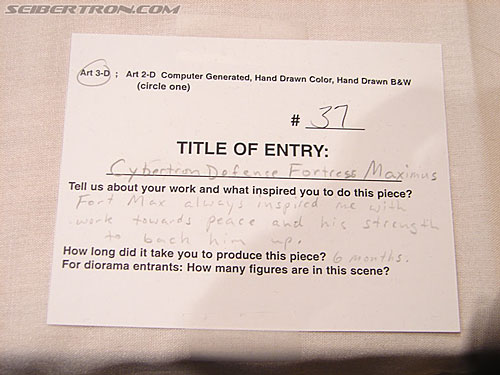 SEIBERTRON.COM
Art 3-D ; Art 2-D Computer Generated, Hand Drawn Color, Hand Drawn B&W
(circle one)
# 37
TITLE OF ENTRY:
Cybertron Defence Fortress Maximus
Tell us about your work and what inspired you to do this piece?
Fort Max always inspired me with
work towards peace and his strength
to back him up.
How long did it take you to produce this piece? 6 months.
For diorama entrants: How many figures are in this scene?